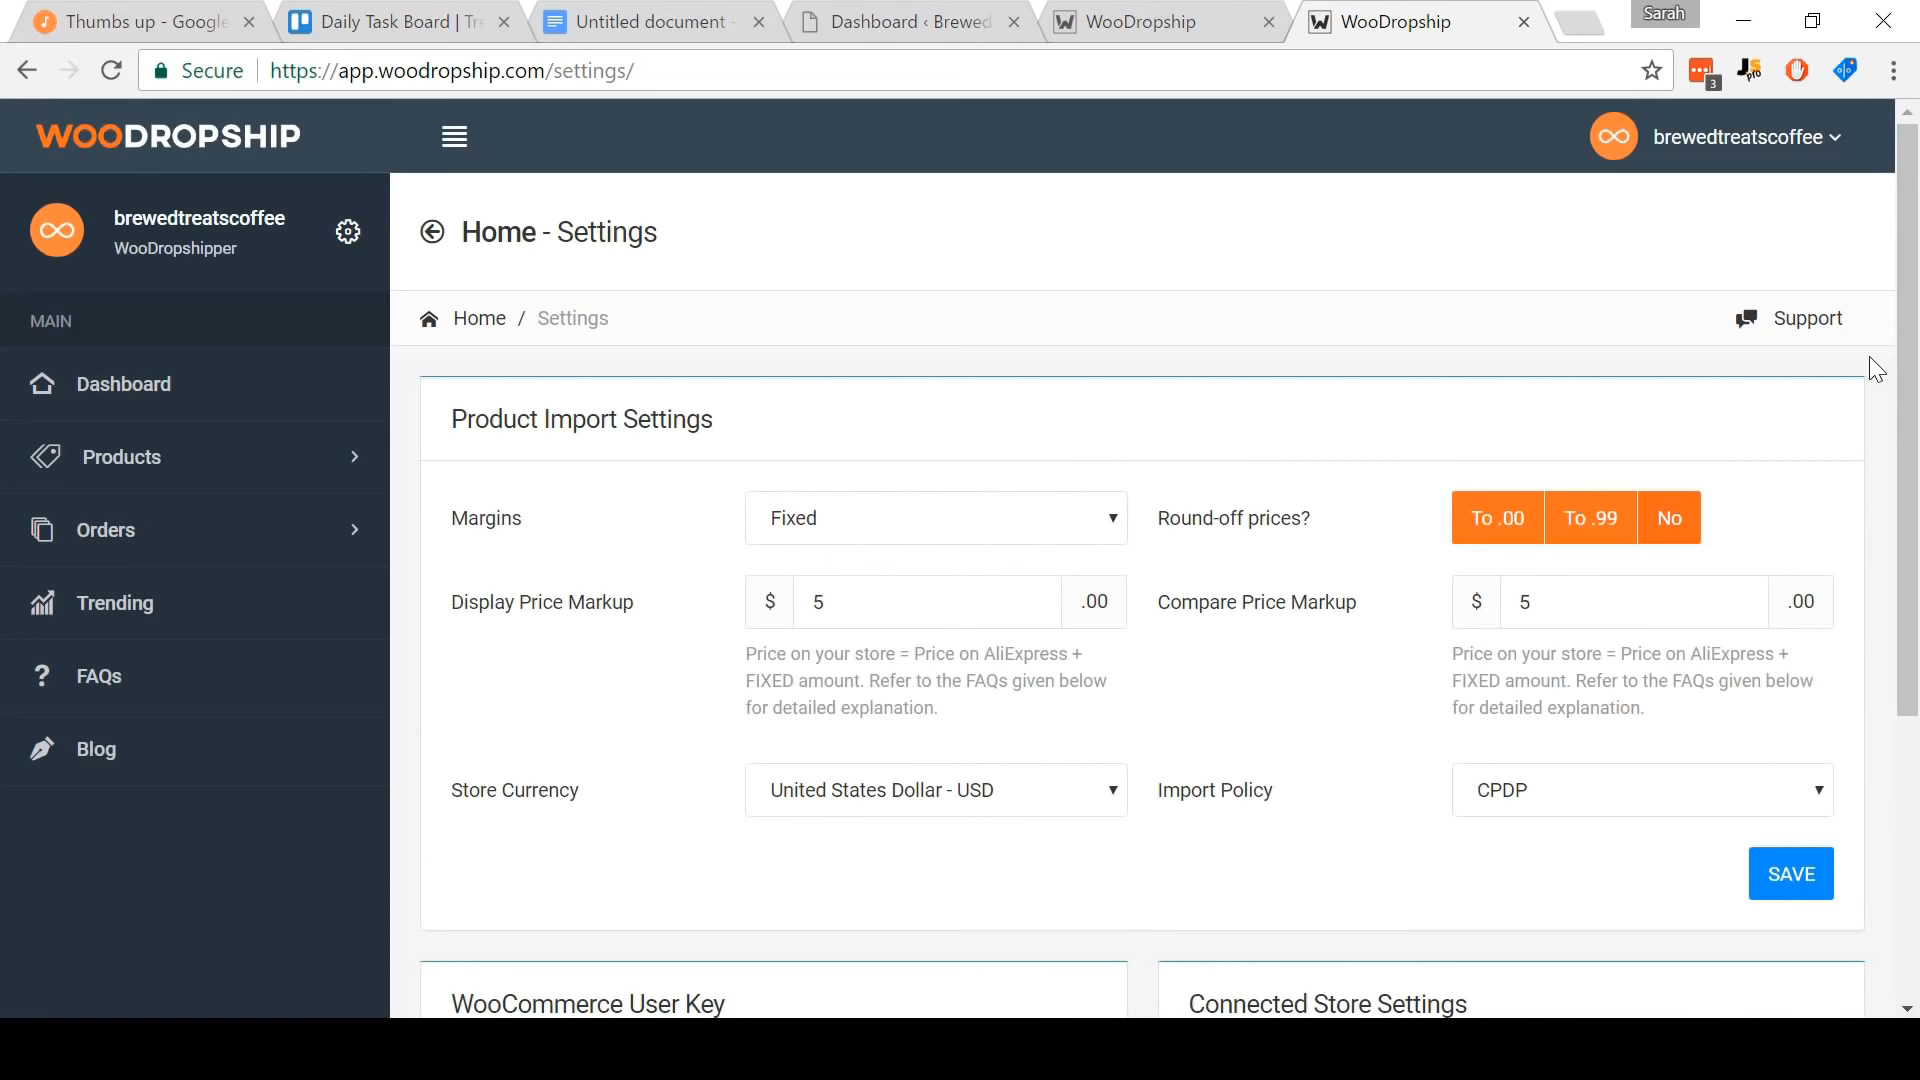 Thumbs up - Google
Daily Task Board | Tr
Untitled document -
Dashboard ‹ Brewed
WooDropship
WooDropship
Sarah
Secure
https://app.woodropship.com/settings/
3
JS pro
WOODROPSHIP
brewedtreatscoffee
brewedtreatscoffee
WooDropshipper
Home - Settings
MAIN
Home / Settings
Support
Dashboard
Products
Orders
Trending
FAQs
Blog
Product Import Settings
Margins
Fixed
Round-off prices?
To .00
To .99
No
Display Price Markup
$ 5 .00
Compare Price Markup
$ 5 .00
Price on your store = Price on AliExpress +
FIXED amount. Refer to the FAQs given below
for detailed explanation.
Price on your store = Price on AliExpress +
FIXED amount. Refer to the FAQs given below
for detailed explanation.
Store Currency
United States Dollar - USD
Import Policy
CPDP
SAVE
WooCommerce User Key
Connected Store Settings